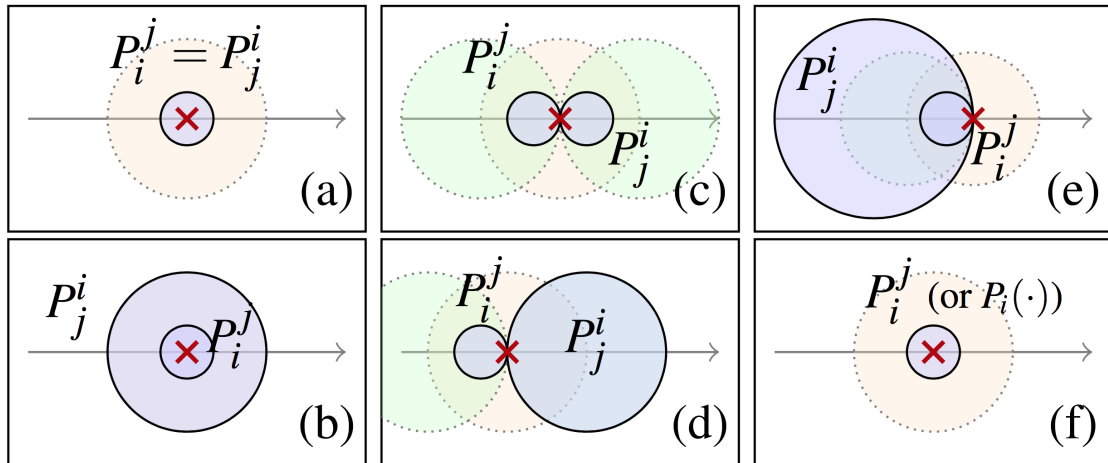 P_i^j = P_j^i
(a)
P_i^j
P_j^i
(c)
P_j^i
P_i^j
(e)
P_j^i
P_i^j
(b)
P_i^j
P_j^i
(d)
P_i^j (or P_i(·))
(f)